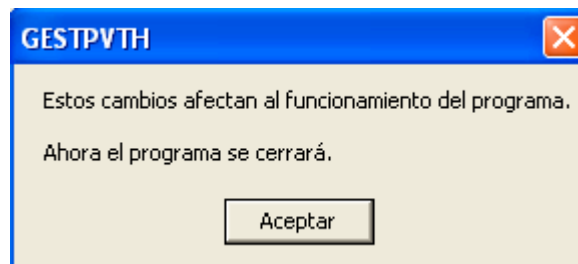 GESTPVTH
Estos cambios afectan al funcionamiento del programa.
Ahora el programa se cerrará.
Aceptar